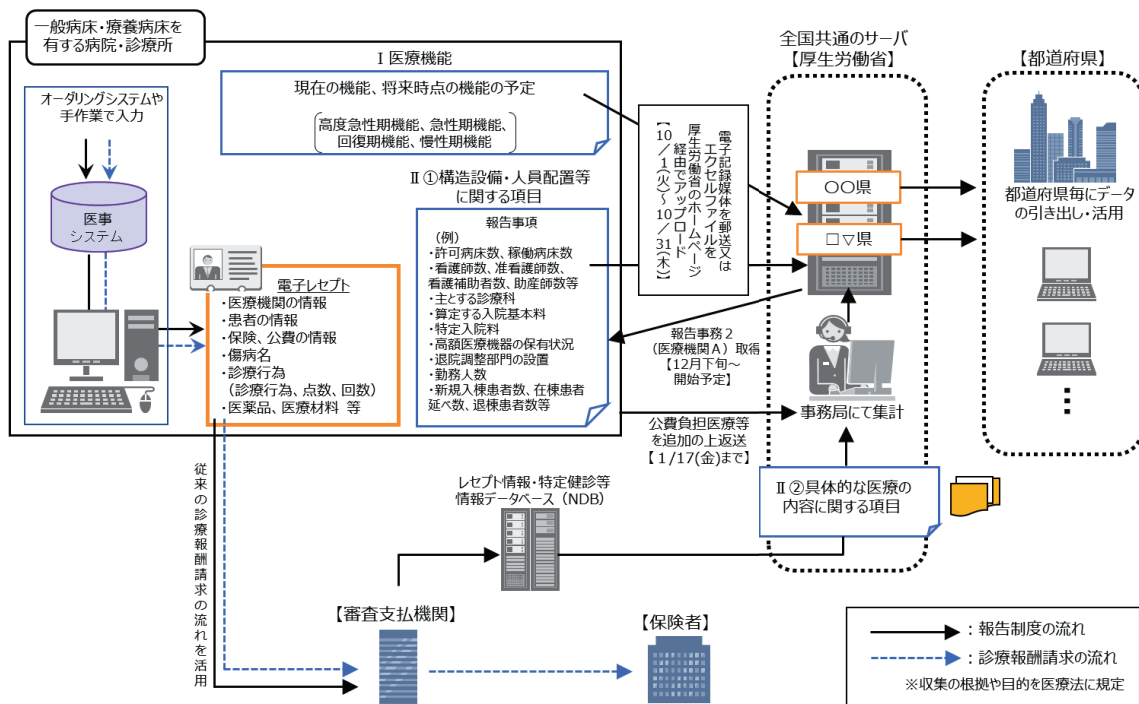 一般病床・療養病床を
有する病院・診療所
オーダリングシステムや
手作業で入力
医事
システム
Ⅰ医療機能
現在の機能、将来時点の機能の予定
高度急性期機能、急性期機能、
回復期機能、慢性期機能
Ⅱ①構造設備・人員配置等
に関する項目
報告事項
（例）
・許可病床数、稼働病床数
・看護師数、准看護師数、
看護補助者数、助産師数等
・主とする診療科
・算定する入院基本料
・特定入院料
・高額医療機器の保有状況
・退院調整部門の設置
・勤務人数
・新規入棟患者数、在棟患者
延べ数、退棟患者数等
電子レセプト
・医療機関の情報
・患者の情報
・保険、公費の情報
・傷病名
・診療行為
（診療行為、点数、回数）
・医薬品、医療材料 等
電子記録媒体を郵送又は
エクセルファイルを
厚生労働省のホームページ
経由でアップロード
【10／1(火)～10／31(木)】
全国共通のサーバ
【厚生労働省】
○○県
□▽県
【都道府県】
都道府県毎にデータ
の引き出し・活用
報告事務２
（医療機関Ａ）取得
【12月下旬～
開始予定】
事務局にて集計
公費負担医療等
を追加の上返送
【１/17(金)まで】
Ⅱ②具体的な医療の
内容に関する項目
レセプト情報・特定健診等
情報データベース（NDB）
従来の診療報酬請求の流れを活用
【審査支払機関】
【保険者】
：報告制度の流れ
：診療報酬請求の流れ
※収集の根拠や目的を医療法に規定